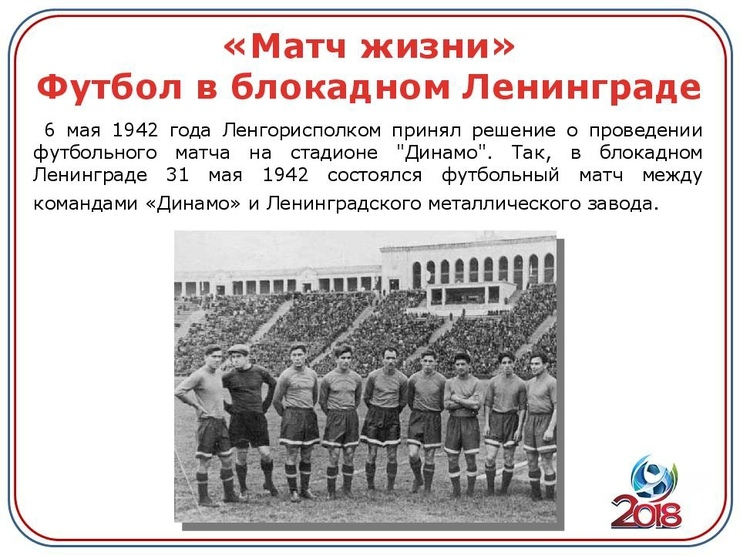 «Матч жизни»
Футбол в блокадном Ленинграде
6 мая 1942 года Ленгорисполком принял решение о проведении
футбольного матча на стадионе "Динамо". Так, в блокадном
Ленинграде 31 мая 1942 состоялся футбольный матч между
командами «Динамо» и Ленинградского металлического завода.
2018